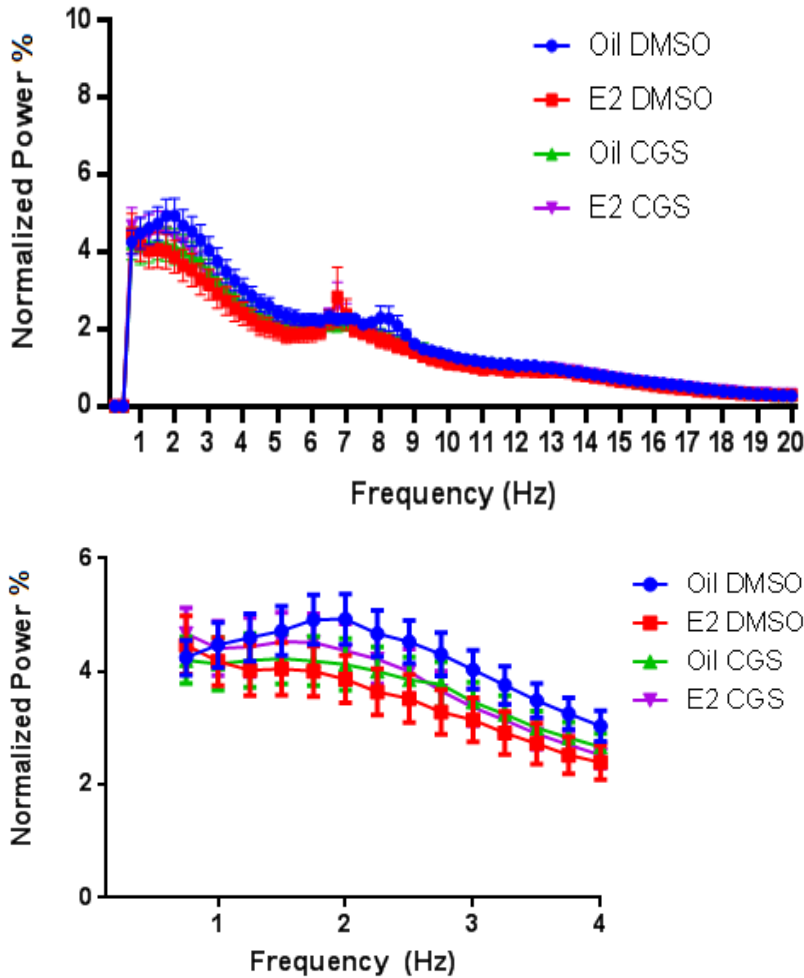 Normalized Power %
10
8
6
4
2
0
Oil DMSO
E2 DMSO
Oil CGS
E2 CGS
1 2 3 4 5 6 7 8 9 10 11 12 13 14 15 16 17 18 19 20
Frequency (Hz)
Normalized Power %
6
4
2
0
Oil DMSO
E2 DMSO
Oil CGS
E2 CGS
1 2 3 4
Frequency (Hz)